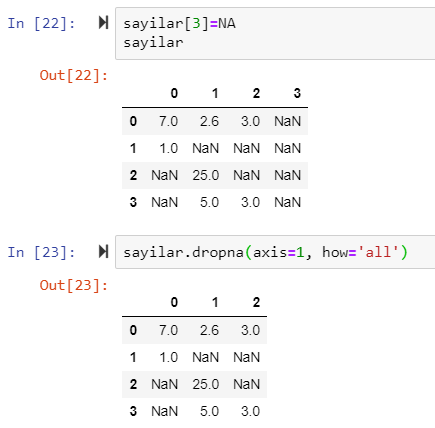 In [22]: sayilar[3]=NA
sayilar
Out[22]:
0 1 2 3
0 7.0 2.6 3.0 NaN
1 1.0 NaN NaN NaN
2 NaN 25.0 NaN NaN
3 NaN 5.0 3.0 NaN
In [23]: sayilar.dropna(axis=1, how='all')
Out[23]:
0 1 2
0 7.0 2.6 3.0
1 1.0 NaN NaN
2 NaN 25.0 NaN
3 NaN 5.0 3.0